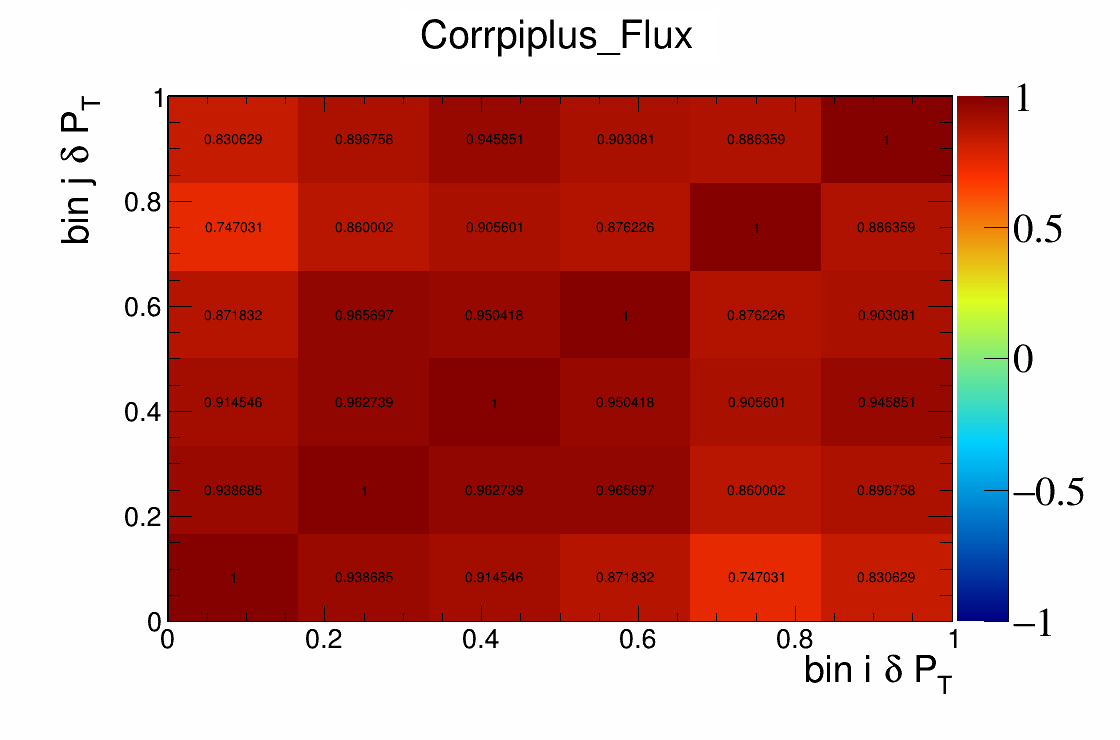 Corrpiplus_Flux
bin j δ P_T
1
0.8
0.6
0.4
0.2
0
0.830629 0.896758 0.945851 0.903081 0.886359 1
0.747031 0.860002 0.905601 0.876226 1 0.886359
0.871832 0.965697 0.950418 1 0.876226 0.903081
0.914546 0.962739 1 0.950418 0.905601 0.945851
0.938685 1 0.962739 0.965697 0.860002 0.896758
1 0.938685 0.914546 0.871832 0.747031 0.830629
0 0.2 0.4 0.6 0.8 1
bin i δ P_T
1
0.5
0
−0.5
−1